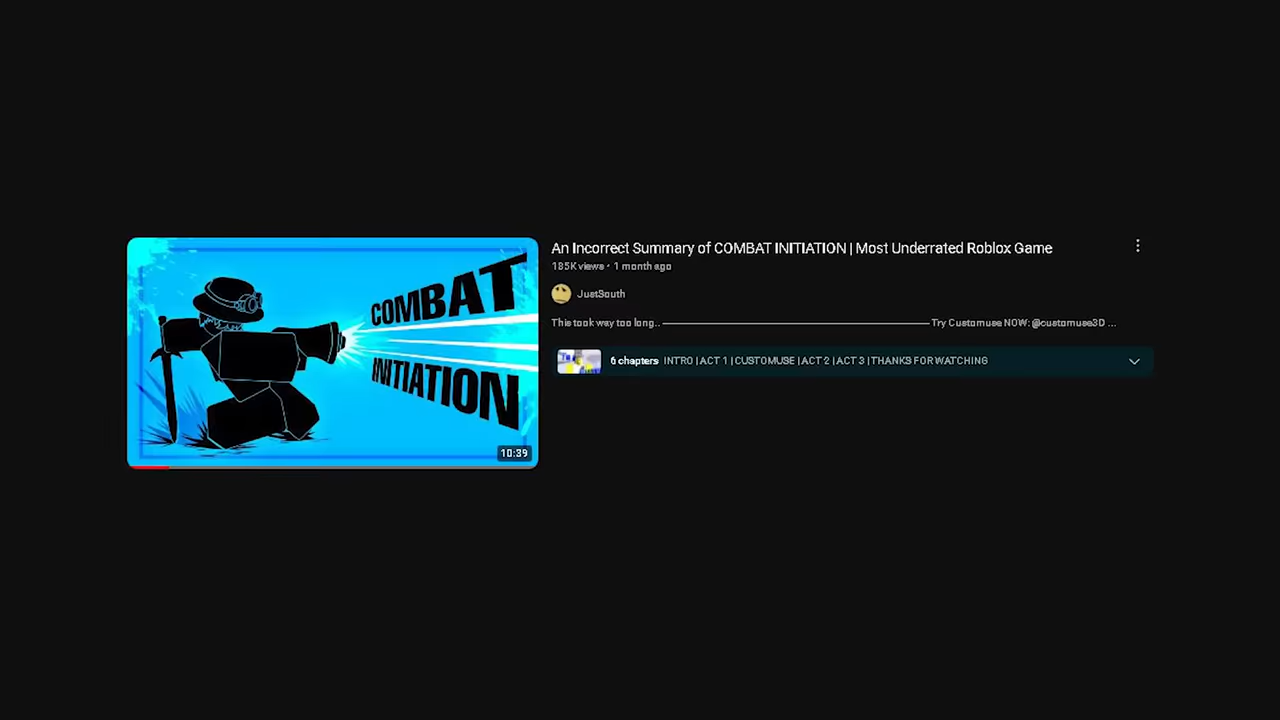 COMBAT
INITIATION
10:39
An Incorrect Summary of COMBAT INITIATION | Most Underrated Roblox Game
185K views • 1 month ago
JustSouth
This took way too long.. ——————————————————— Try Customuse NOW: @customuse3D ...
6 chapters INTRO | ACT 1 | CUSTOMUSE | ACT 2 | ACT 3 | THANKS FOR WATCHING